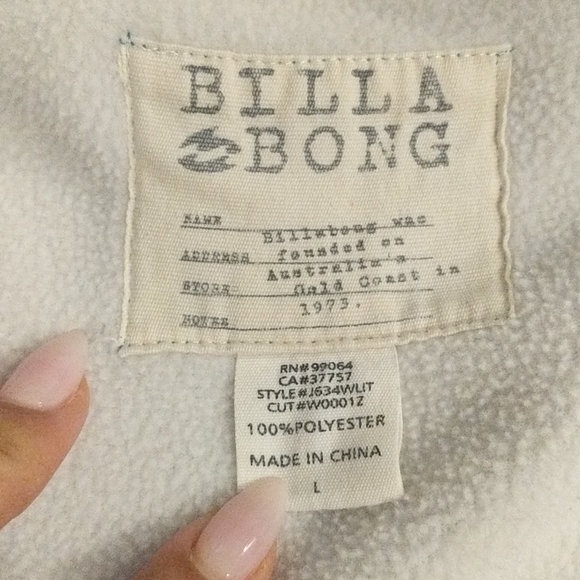 BILLA
BONG
NAME
Billabong was
ADDRESS
founded on
Australia's
STORE
Gold Coast in
1973.
RN#99064
CA#37757
STYLE#J634WLIT
CUT#W0001Z
100%POLYESTER
MADE IN CHINA
L